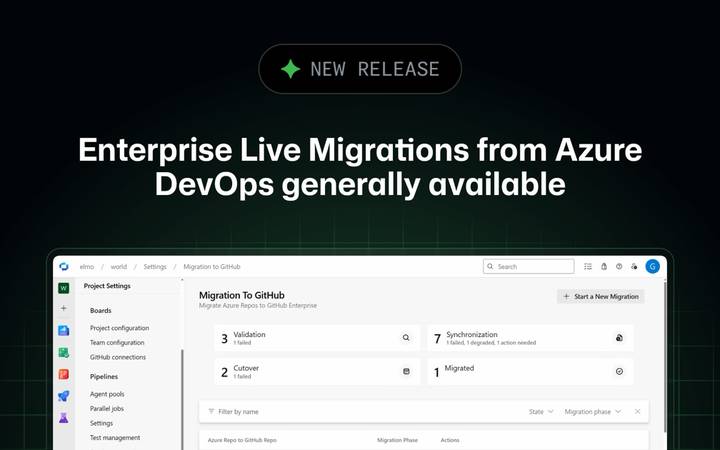 NEW RELEASE
Enterprise Live Migrations from Azure
DevOps generally available
elmo / world / Settings / Migration to GitHub
Search
G
W
Project Settings
Boards
Project configuration
Team configuration
GitHub connections
Pipelines
Agent pools
Parallel jobs
Settings
Test management
Migration To GitHub
Migrate Azure Repos to GitHub Enterprise
+ Start a New Migration
3 Validation
1 failed
7 Synchronization
1 failed, 1 degraded, 1 action needed
2 Cutover
1 failed
1 Migrated
Filter by name
State
Migration phase
Azure Repo to GitHub Repo
Migration Phase
Actions